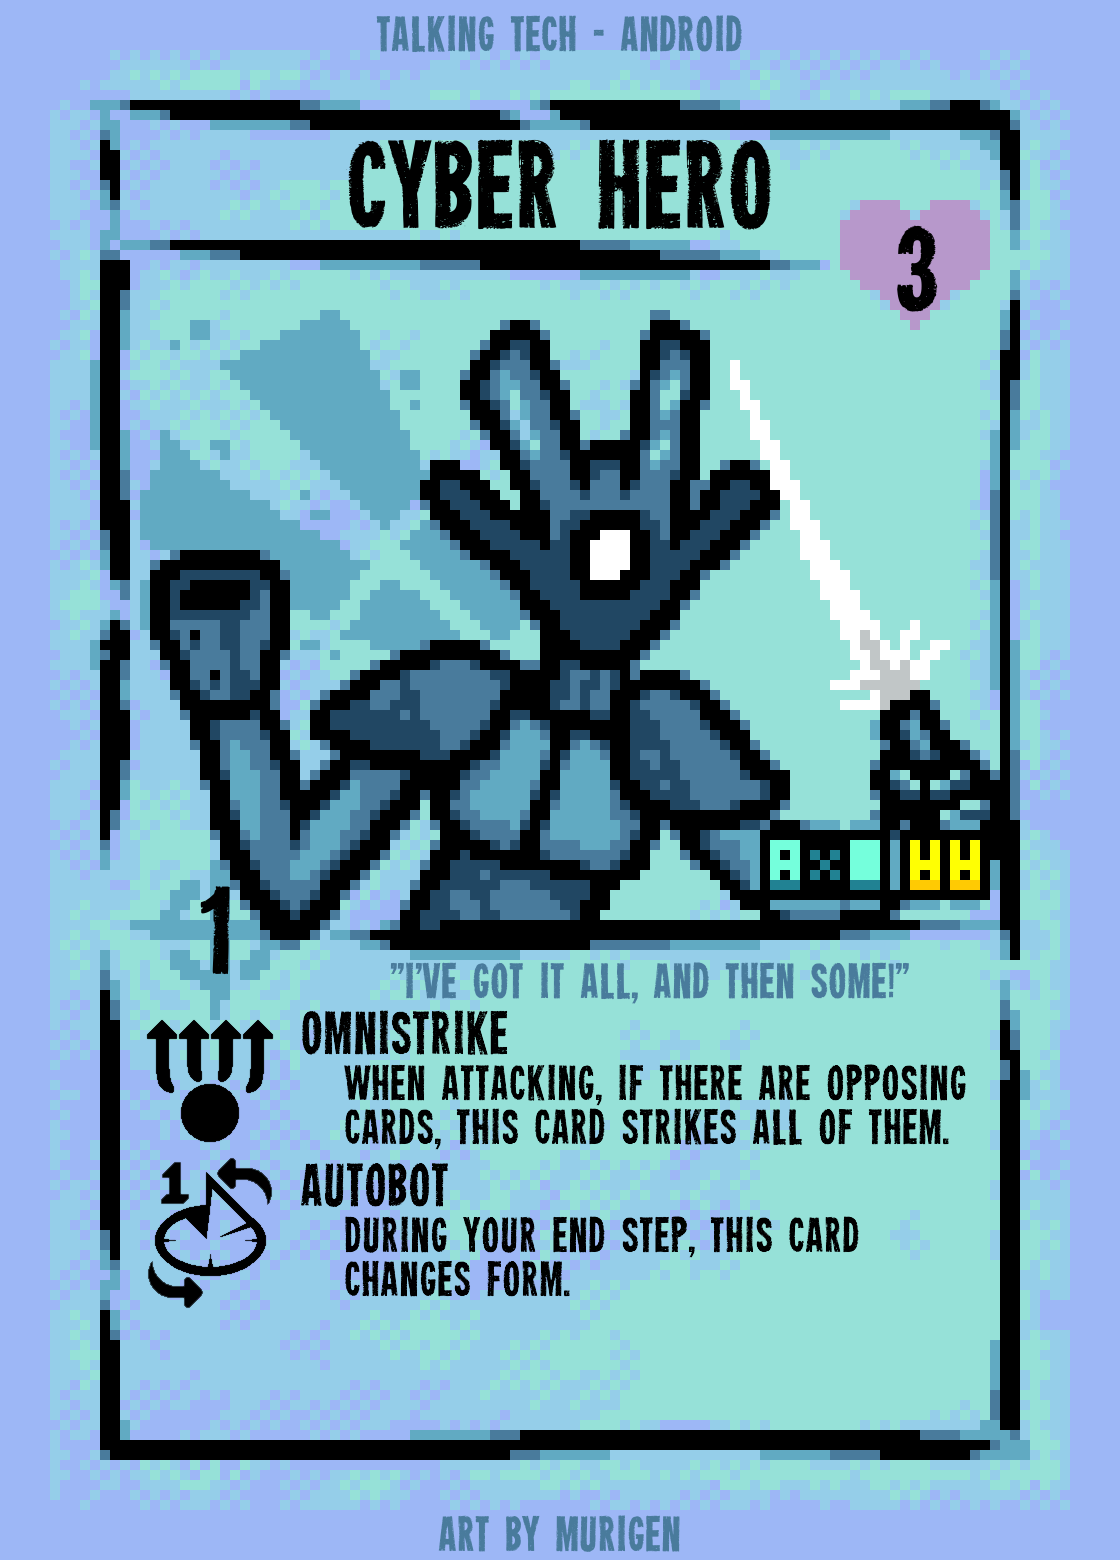 TALKING TECH - ANDROID
CYBER HERO
3
1
"I'VE GOT IT ALL, AND THEN SOME!"
OMNISTRIKE
WHEN ATTACKING, IF THERE ARE OPPOSING
CARDS, THIS CARD STRIKES ALL OF THEM.
1
AUTOBOT
DURING YOUR END STEP, THIS CARD
CHANGES FORM.
ART BY MURIGEN